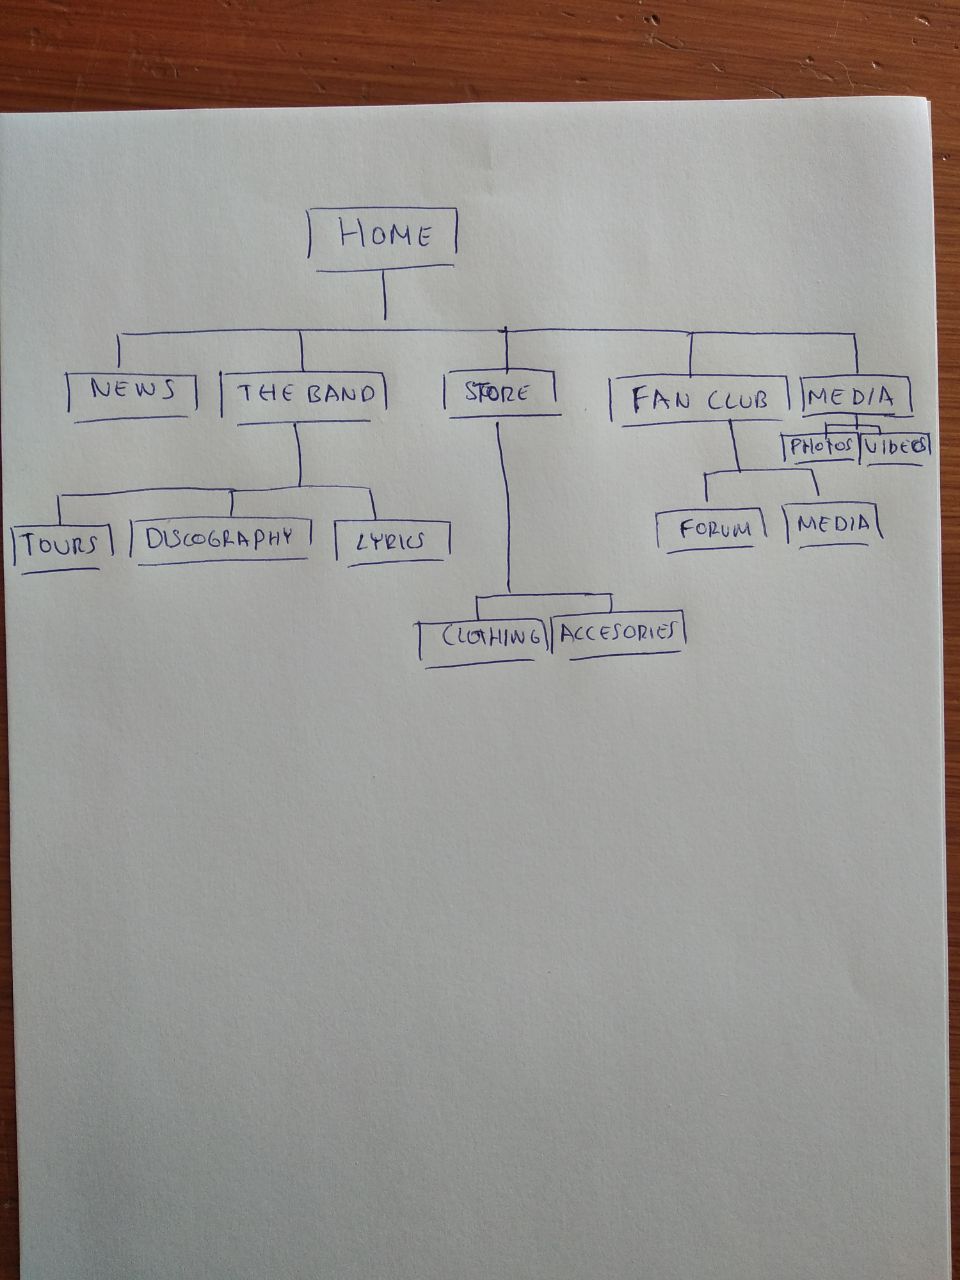 HOME
NEWS THE BAND STORE FAN CLUB MEDIA
PHOTOS VIDEOS
TOURS DISCOGRAPHY LYRICS FORUM MEDIA
CLOTHING ACCESORIES